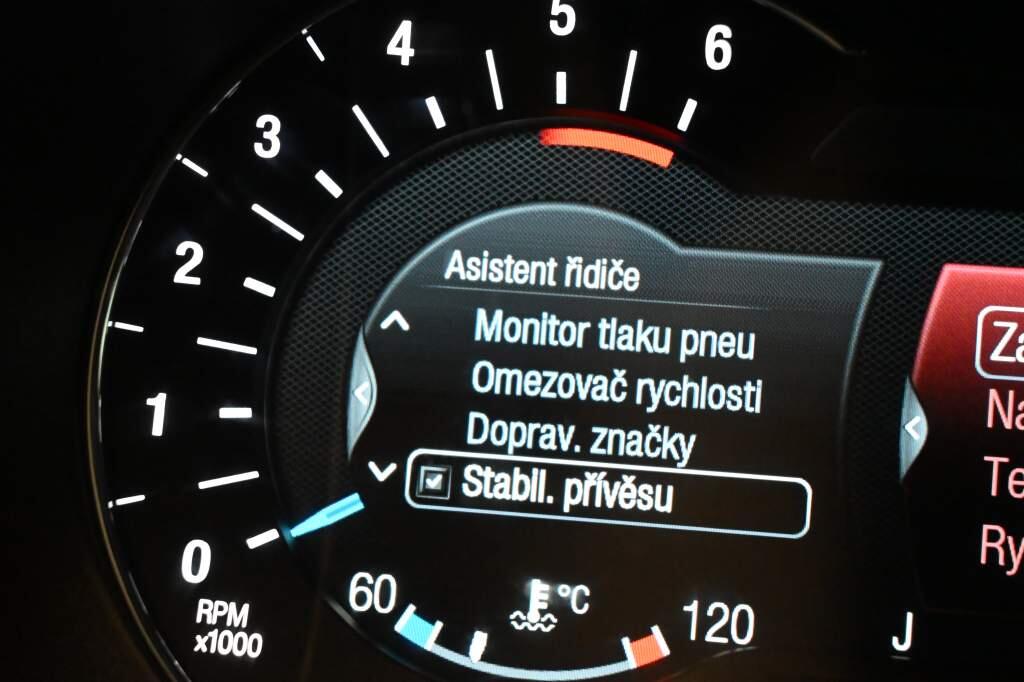 5
4
6
3
2
1
0
RPM
x1000
Asistent řidiče
Monitor tlaku pneu
Omezovač rychlosti
Doprav. značky
Stabil. přívěsu
60
°C
120
J